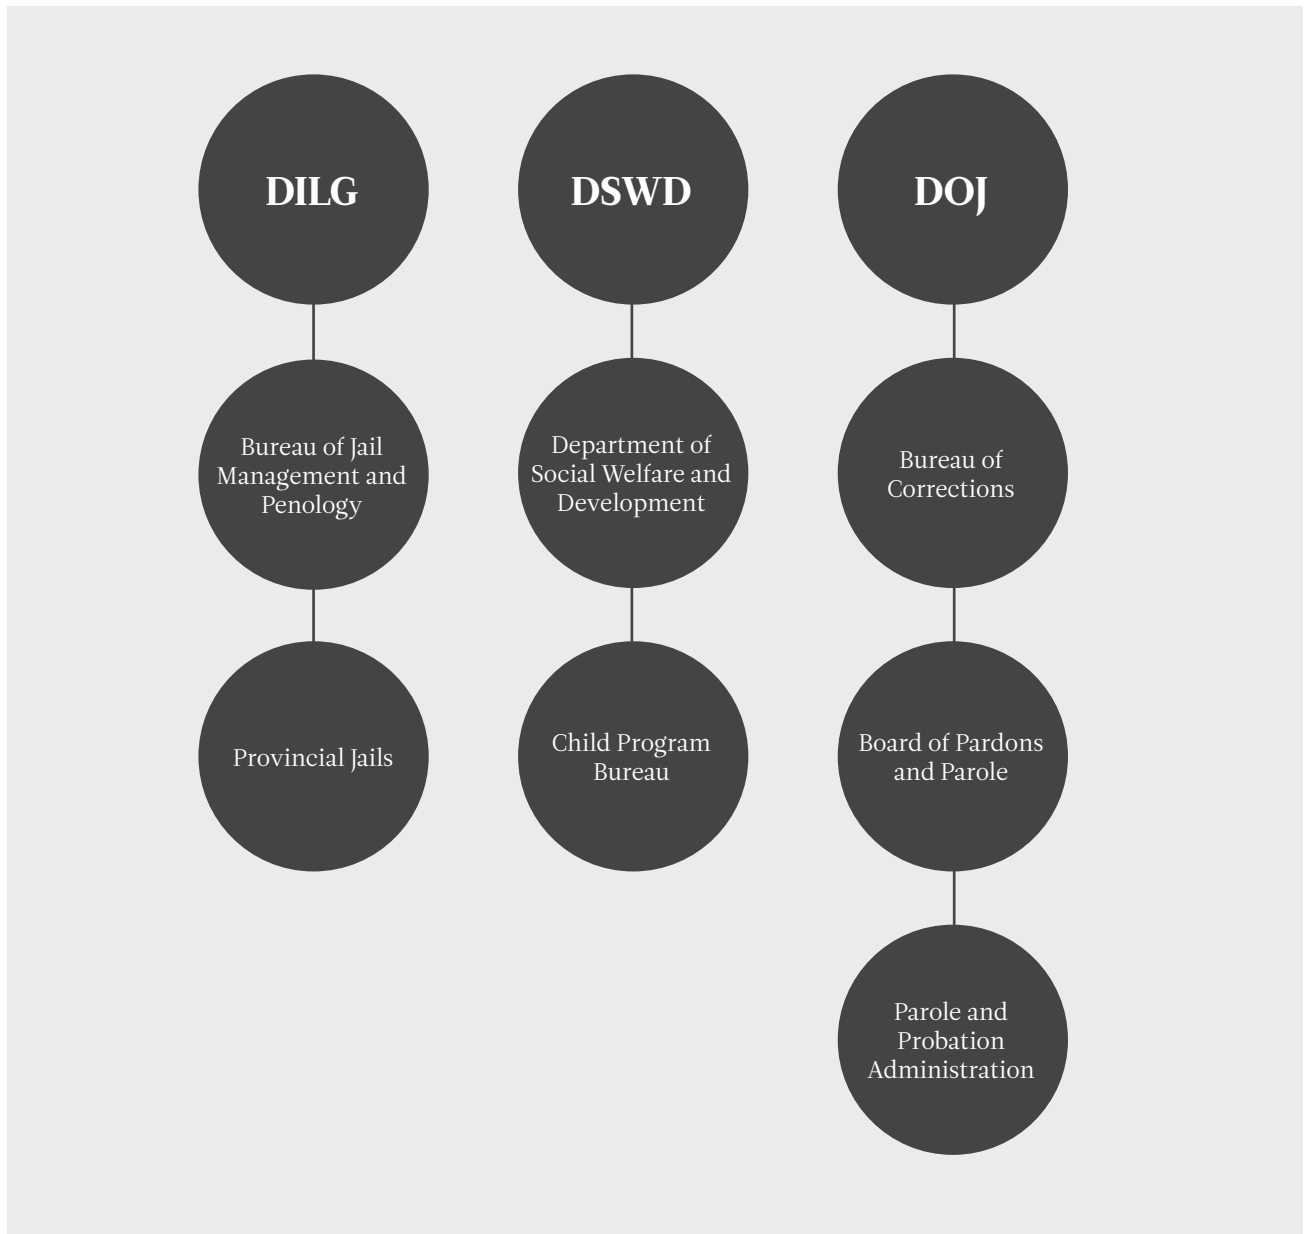 DILG
DSWD
DOJ
Bureau of Jail
Management and
Penology
Department of
Social Welfare and
Development
Bureau of
Corrections
Provincial Jails
Child Program
Bureau
Board of Pardons
and Parole
Parole and
Probation
Administration